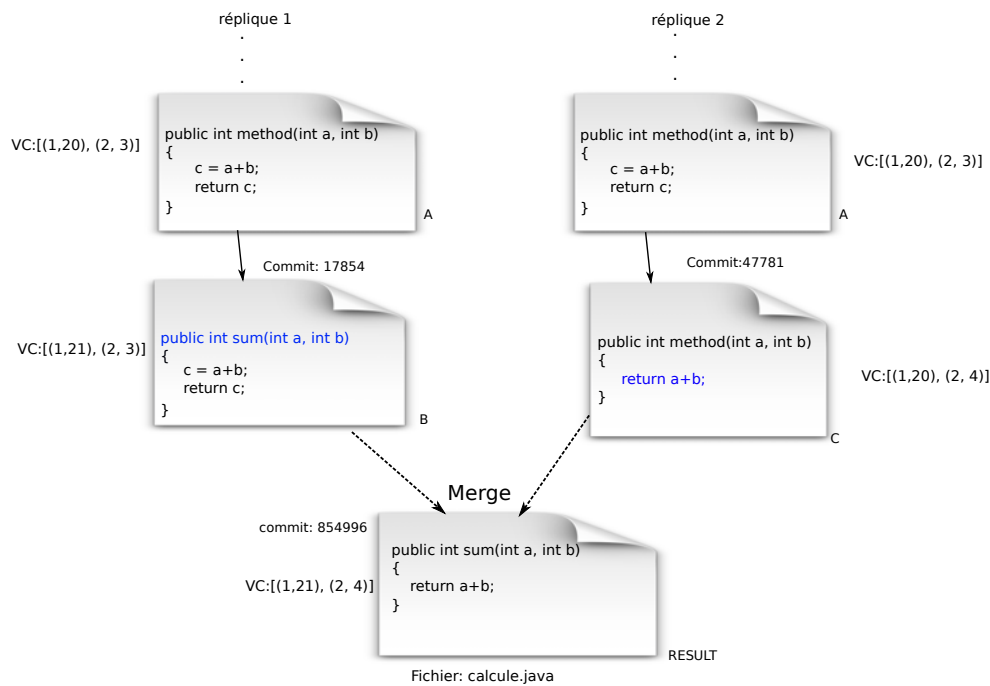 réplique 1
réplique 2
public int method(int a, int b)
{
c = a+b;
return c;
}
VC:[(1,20), (2, 3)]
A
public int method(int a, int b)
{
c = a+b;
return c;
}
VC:[(1,20), (2, 3)]
A
Commit: 17854
Commit:47781
public int sum(int a, int b)
{
c = a+b;
return c;
}
VC:[(1,21), (2, 3)]
B
public int method(int a, int b)
{
return a+b;
}
VC:[(1,20), (2, 4)]
C
Merge
commit: 854996
public int sum(int a, int b)
{
return a+b;
}
VC:[(1,21), (2, 4)]
RESULT
Fichier: calcule.java